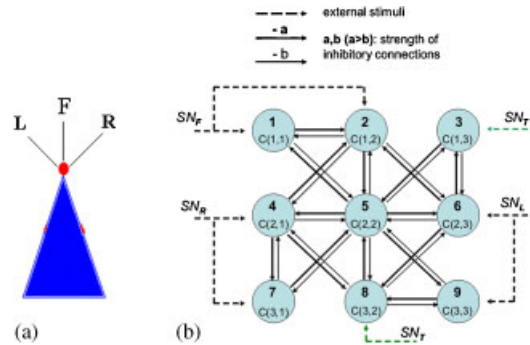 external stimuli
- a
a,b (a>b): strength of
inhibitory connections
- b
F
L
R
(a)
SN_F
1
C(1,1)
2
C(1,2)
3
C(1,3)
SN_T
SN_R
4
C(2,1)
5
C(2,2)
6
C(2,3)
SN_L
7
C(3,1)
8
C(3,2)
9
C(3,3)
SN_T
(b)